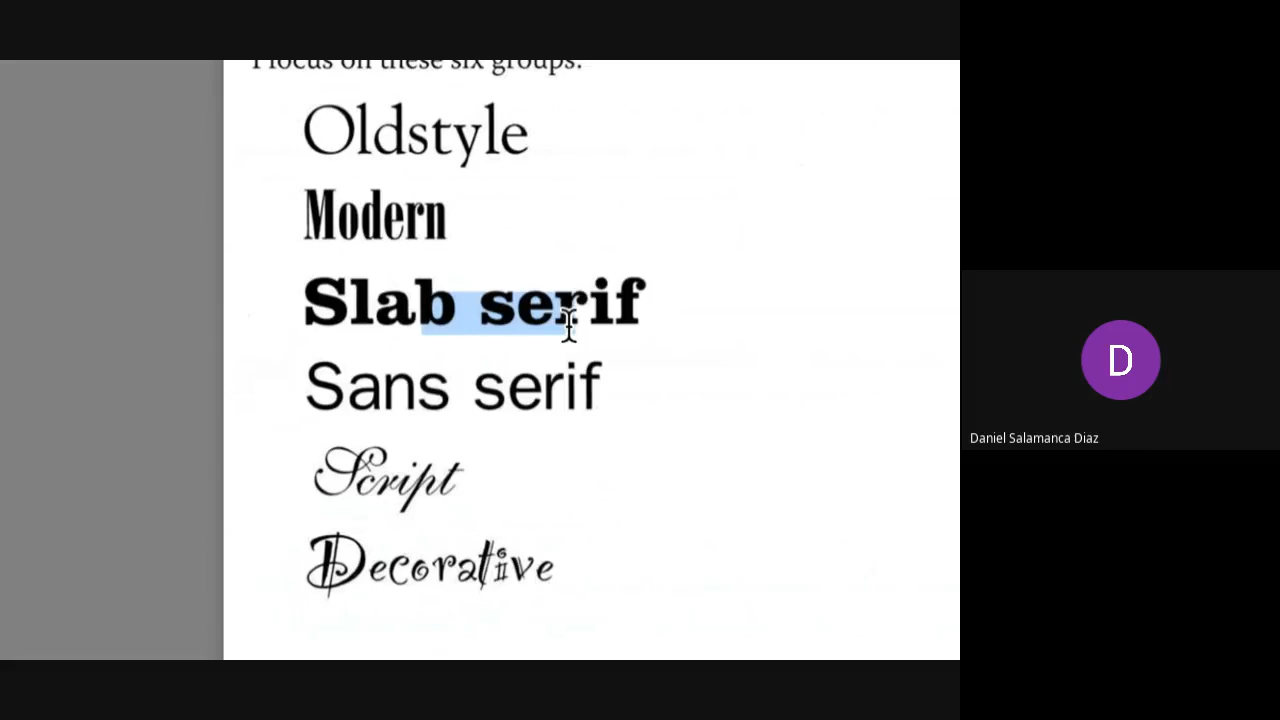 I focus on these six groups:
Oldstyle
Modern
Slab serif
Sans serif
Script
Decorative
D
Daniel Salamanca Diaz